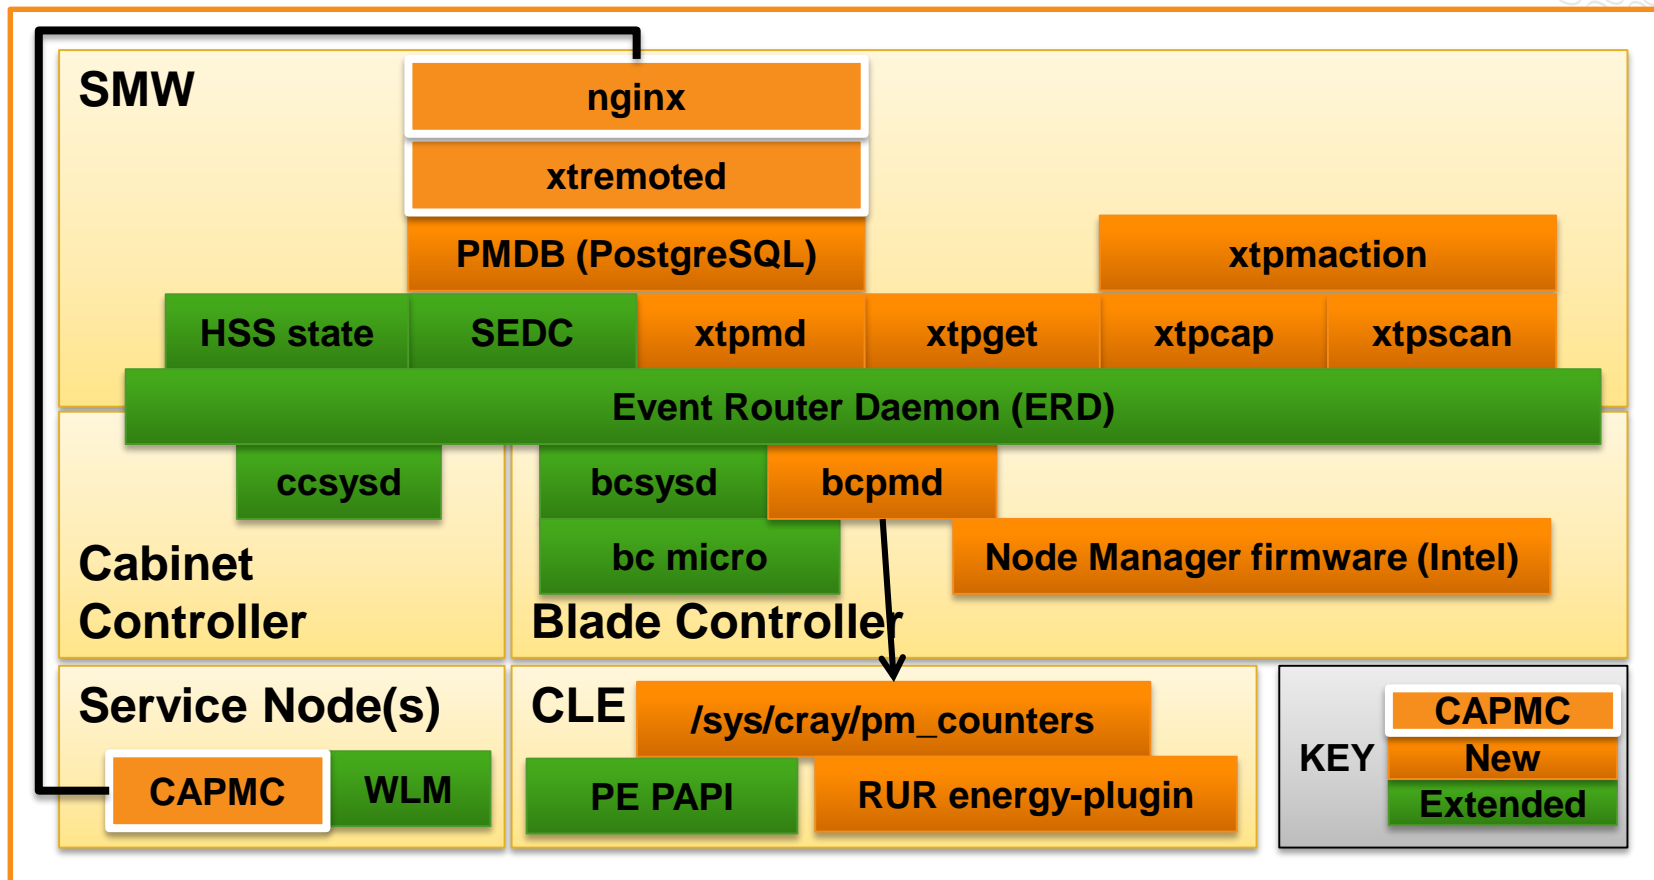 SMW
nginx
xtremoted
PMDB (PostgreSQL)
xtpmaction
HSS state
SEDC
xtpmd
xtpget
xtpcap
xtpscan
Event Router Daemon (ERD)
ccsysd
bcsysd
bcpmd
Cabinet
Controller
bc micro
Node Manager firmware (Intel)
Blade Controller
Service Node(s)
CAPMC
WLM
CLE
/sys/cray/pm_counters
PE PAPI
RUR energy-plugin
KEY
CAPMC
New
Extended